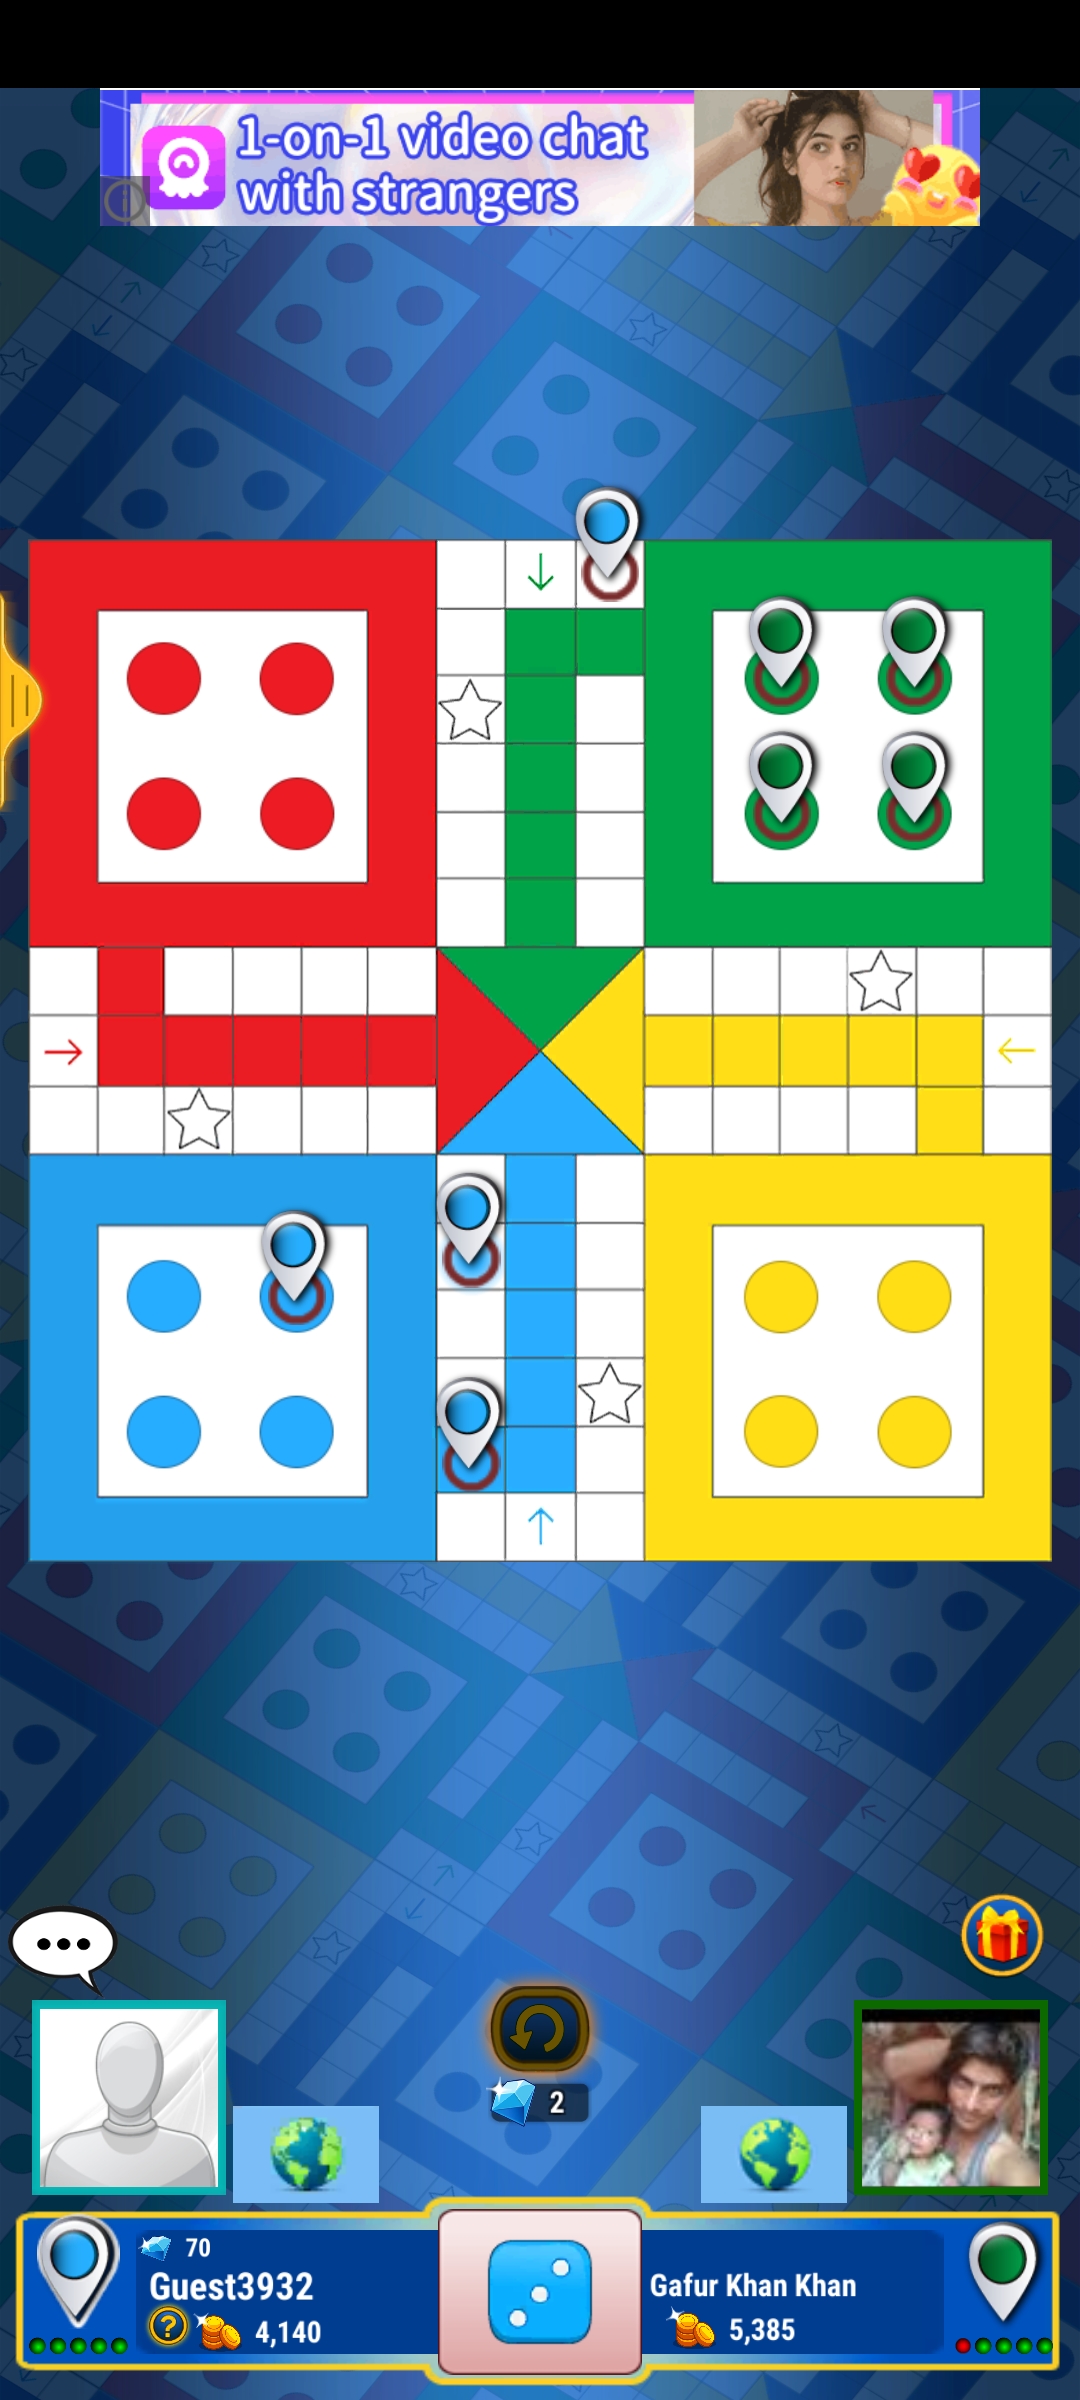 1-on-1 video chat
with strangers
2
70
Guest3932
4,140
Gafur Khan Khan
5,385